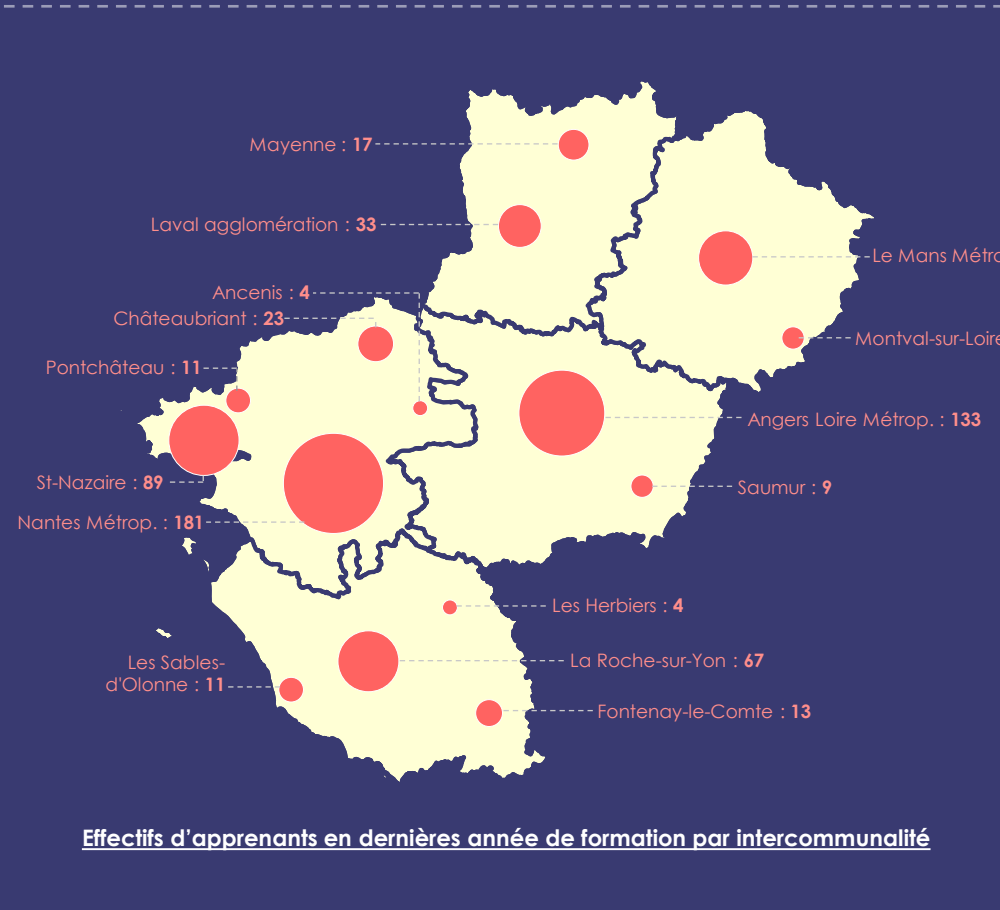 Mayenne : 17
Laval agglomération : 33
Le Mans
Ancenis : 4
Châteaubriant : 23
Montval-sur-Loire
Pontchâteau : 11
Angers Loire Métrop. : 133
St-Nazaire : 89
Saumur : 9
Nantes Métrop. : 181
Les Herbiers : 4
Les Sables-
d'Olonne : 11
La Roche-sur-Yon : 67
Fontenay-le-Comte : 13
Effectifs d’apprenants en dernières année de formation par intercommunalité